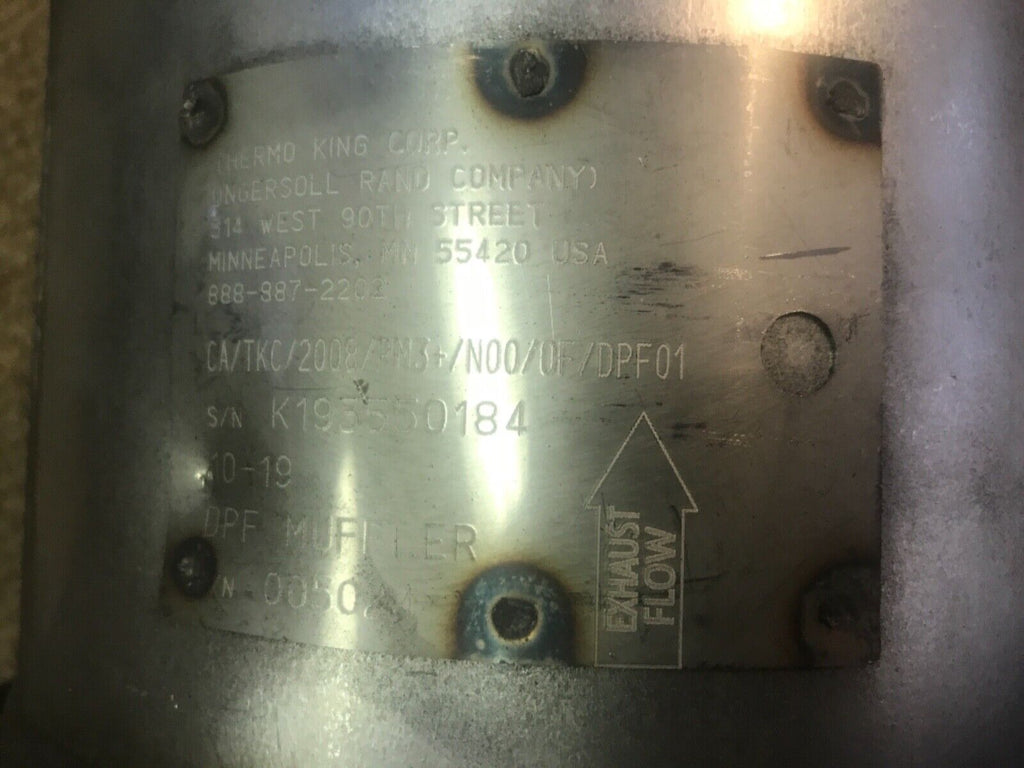 THERMO KING CORP.
(INGERSOLL RAND COMPANY)
314 WEST 90TH STREET
MINNEAPOLIS, MN 55420 USA
888-887-2202
CA/TKC/2008/PM3+/N00/OF/DPF01
S/N
10-19
DPF MUFFLER
EXHAUST
FLOW